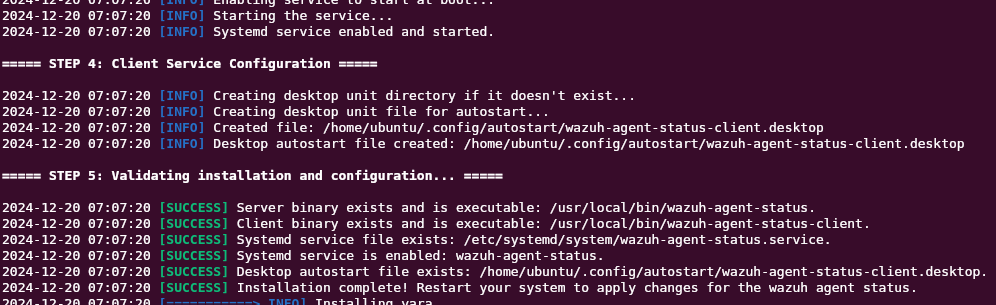 2024-12-20 07:07:20 [INFO] Enabling service to start at boot...
2024-12-20 07:07:20 [INFO] Starting the service...
2024-12-20 07:07:20 [INFO] Systemd service enabled and started.
===== STEP 4: Client Service Configuration =====
2024-12-20 07:07:20 [INFO] Creating desktop unit directory if it doesn't exist...
2024-12-20 07:07:20 [INFO] Creating desktop unit file for autostart...
2024-12-20 07:07:20 [INFO] Created file: /home/ubuntu/.config/autostart/wazuh-agent-status-client.desktop
2024-12-20 07:07:20 [INFO] Desktop autostart file created: /home/ubuntu/.config/autostart/wazuh-agent-status-client.desktop
===== STEP 5: Validating installation and configuration... =====
2024-12-20 07:07:20 [SUCCESS] Server binary exists and is executable: /usr/local/bin/wazuh-agent-status.
2024-12-20 07:07:20 [SUCCESS] Client binary exists and is executable: /usr/local/bin/wazuh-agent-status-client.
2024-12-20 07:07:20 [SUCCESS] Systemd service file exists: /etc/systemd/system/wazuh-agent-status.service.
2024-12-20 07:07:20 [SUCCESS] Systemd service is enabled: wazuh-agent-status.
2024-12-20 07:07:20 [SUCCESS] Desktop autostart file exists: /home/ubuntu/.config/autostart/wazuh-agent-status-client.desktop.
2024-12-20 07:07:20 [SUCCESS] Installation complete! Restart your system to apply changes for the wazuh agent status.
2024-12-20 07:07:20 [===========> INFO] Installing yara